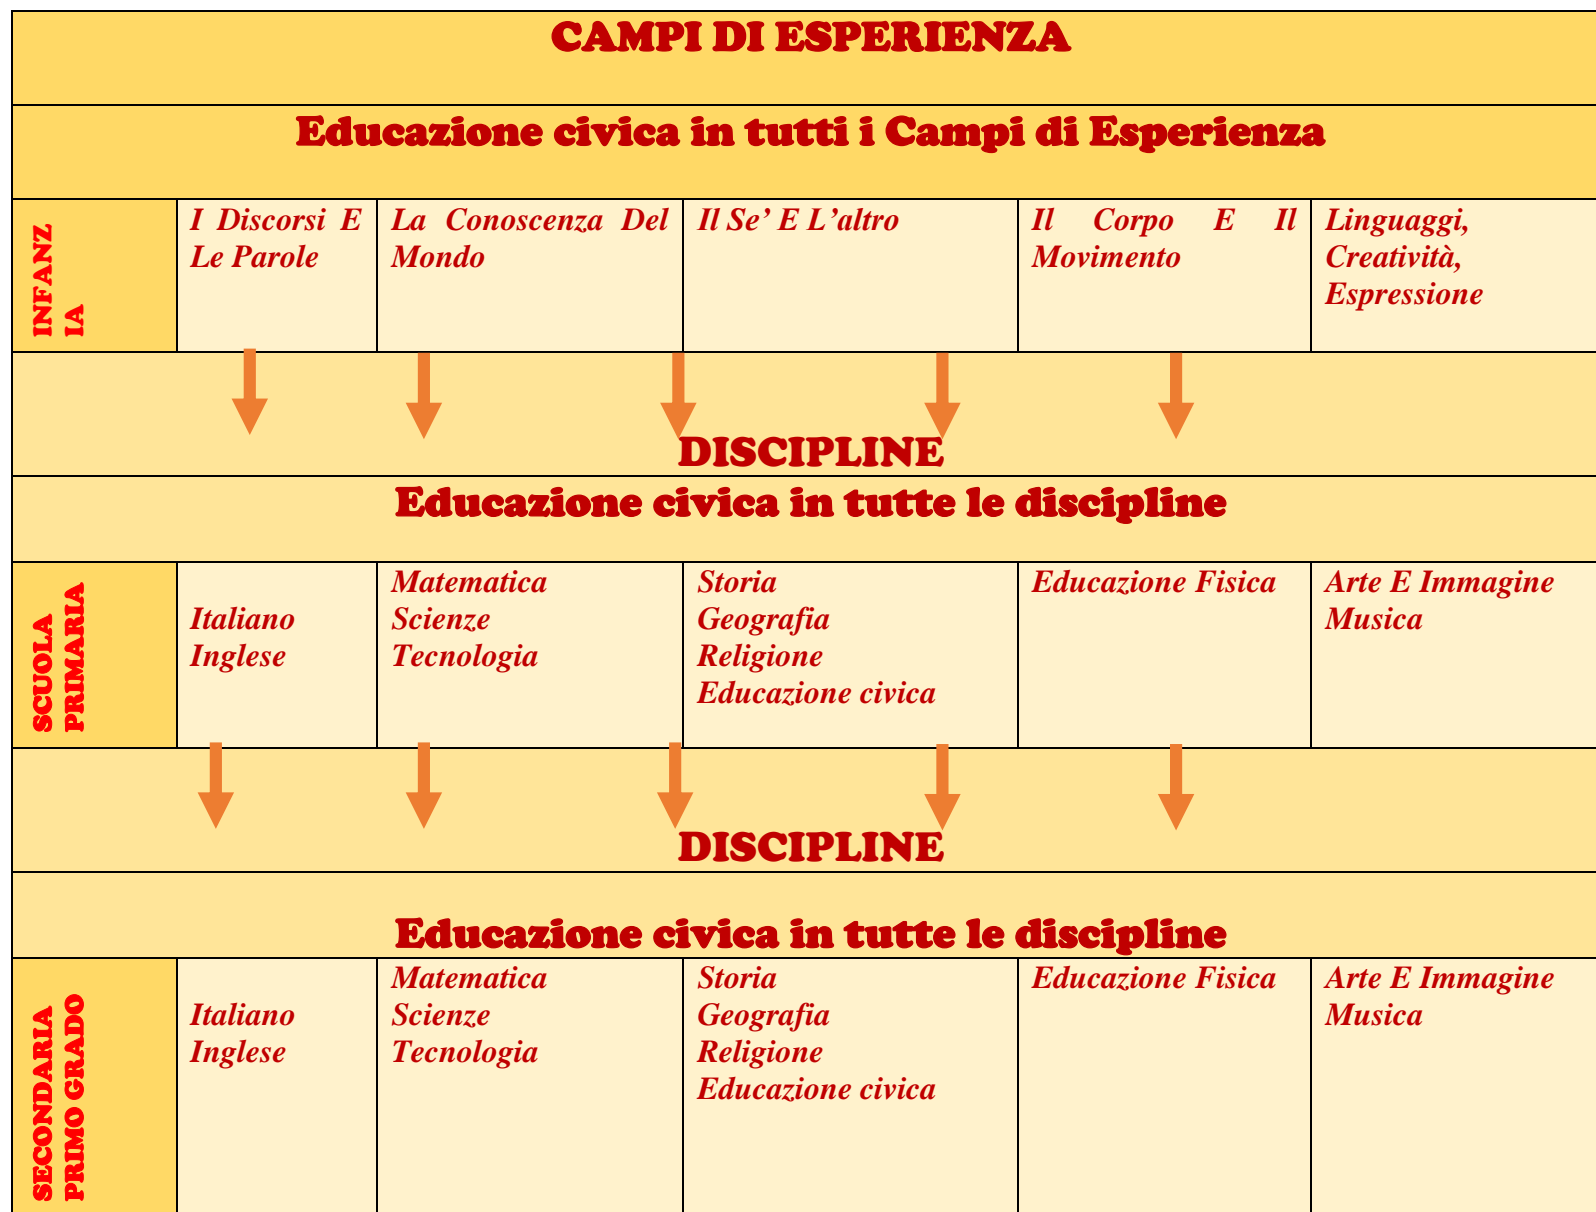 CAMPI DI ESPERIENZA
Educazione civica in tutti i Campi di Esperienza
INFANZ
IA
I Discorsi E
Le Parole
La Conoscenza Del
Mondo
Il Se’ E L’altro
Il Corpo E Il
Movimento
Linguaggi,
Creatività,
Espressione
DISCIPLINE
Educazione civica in tutte le discipline
SCUOLA
PRIMARIA
Italiano
Inglese
Matematica
Scienze
Tecnologia
Storia
Geografia
Religione
Educazione civica
Educazione Fisica
Arte E Immagine
Musica
DISCIPLINE
Educazione civica in tutte le discipline
SECONDARIA
PRIMO GRADO
Italiano
Inglese
Matematica
Scienze
Tecnologia
Storia
Geografia
Religione
Educazione civica
Educazione Fisica
Arte E Immagine
Musica